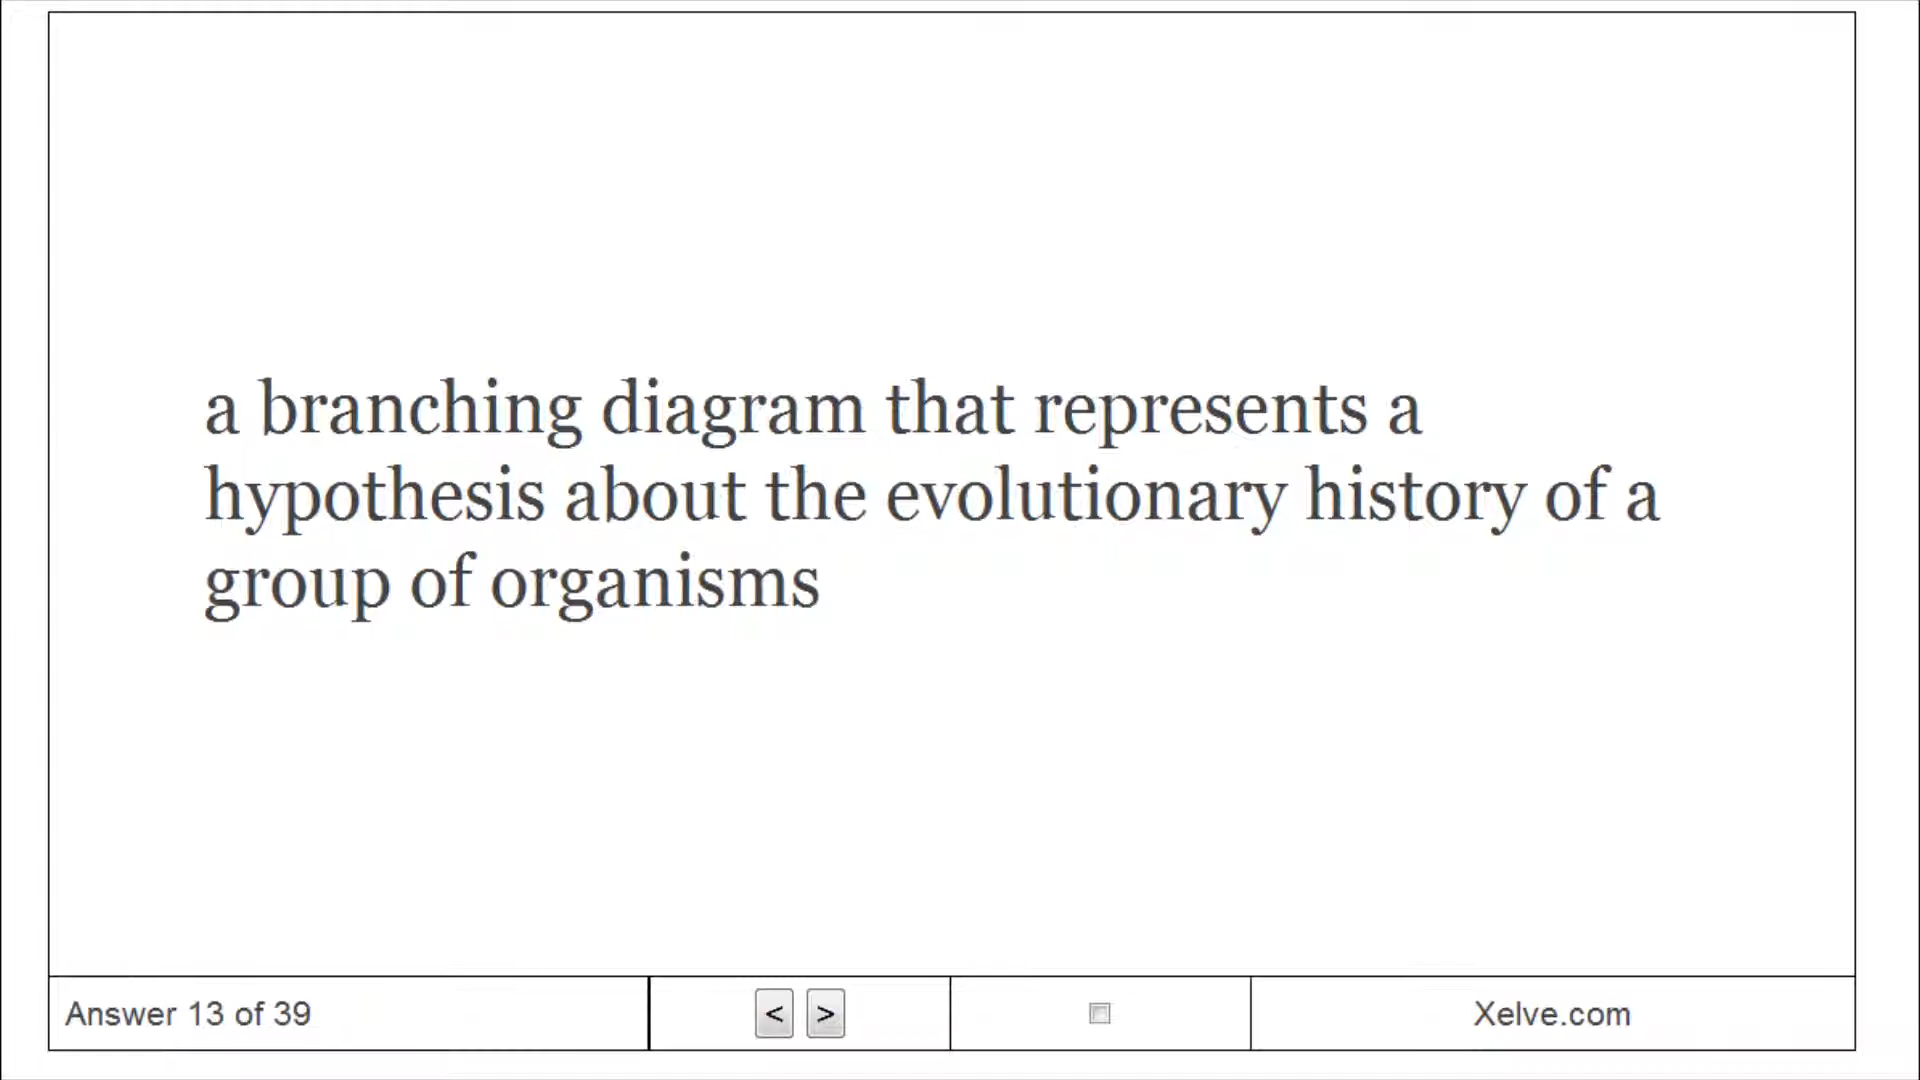 a branching diagram that represents a
hypothesis about the evolutionary history of a
group of organisms
Answer 13 of 39
< >
Xelve.com